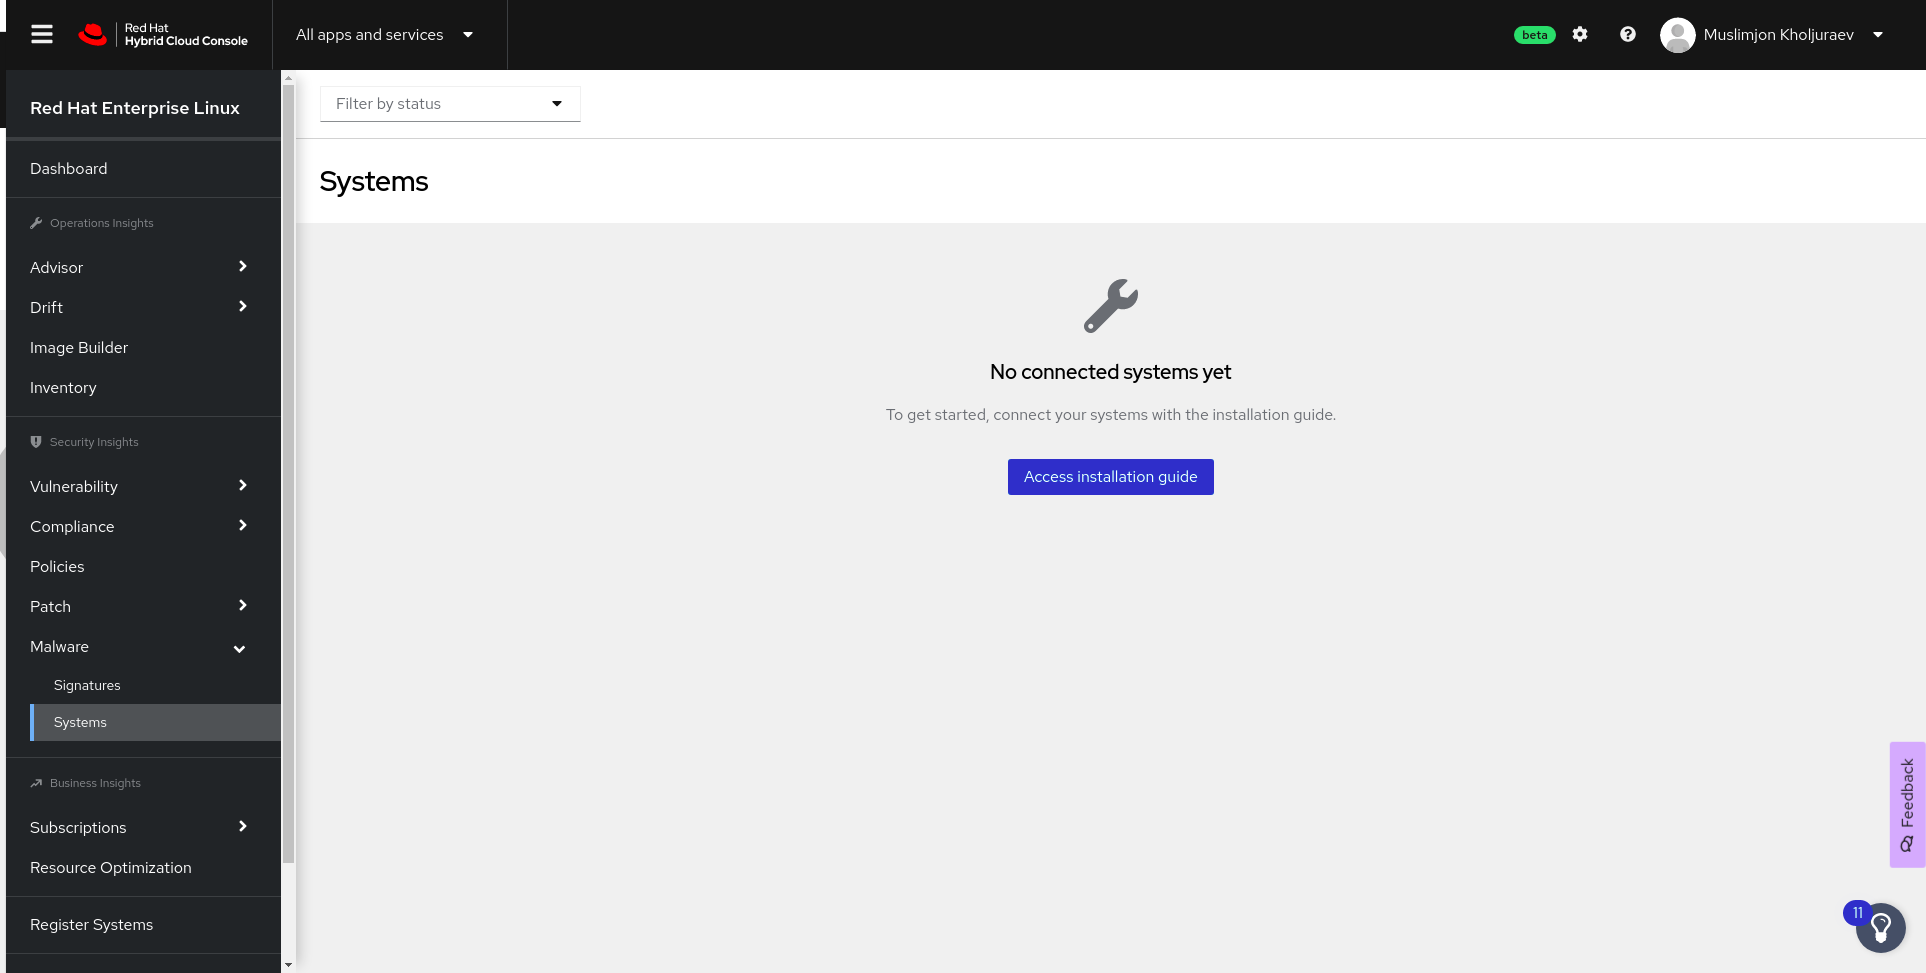 Red Hat
Hybrid Cloud Console
All apps and services
beta
Muslimjon Kholjuraev
Red Hat Enterprise Linux
Dashboard
Operations Insights
Advisor
Drift
Image Builder
Inventory
Security Insights
Vulnerability
Compliance
Policies
Patch
Malware
Signatures
Systems
Business Insights
Subscriptions
Resource Optimization
Register Systems
Filter by status
Systems
No connected systems yet
To get started, connect your systems with the installation guide.
Access installation guide
Feedback
11